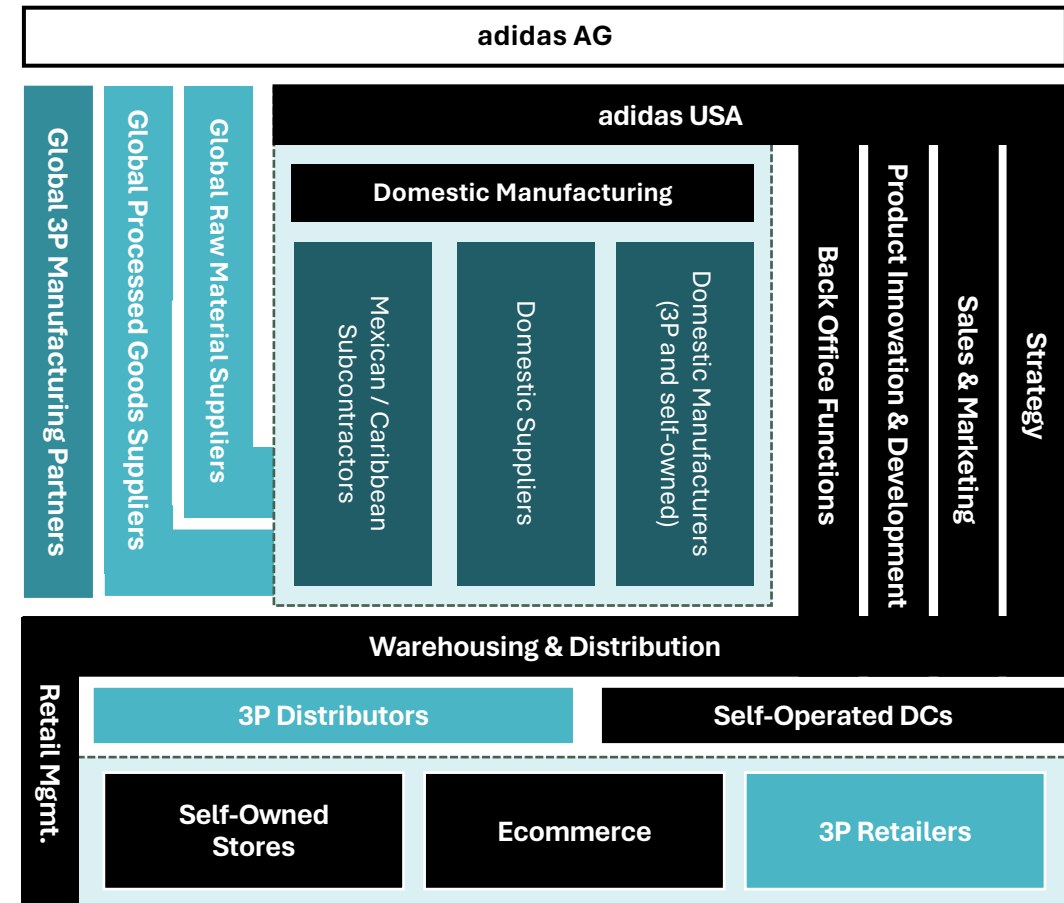 adidas AG
Global 3P Manufacturing Partners
Global Processed Goods Suppliers
Global Raw Material Suppliers
adidas USA
Domestic Manufacturing
Mexican / Caribbean
Subcontractors
Domestic Suppliers
Domestic Manufacturers
(3P and self-owned)
Back Office Functions
Product Innovation & Development
Sales & Marketing
Strategy
Warehousing & Distribution
Retail Mgmt.
3P Distributors
Self-Operated DCs
Self-Owned
Stores
Ecommerce
3P Retailers